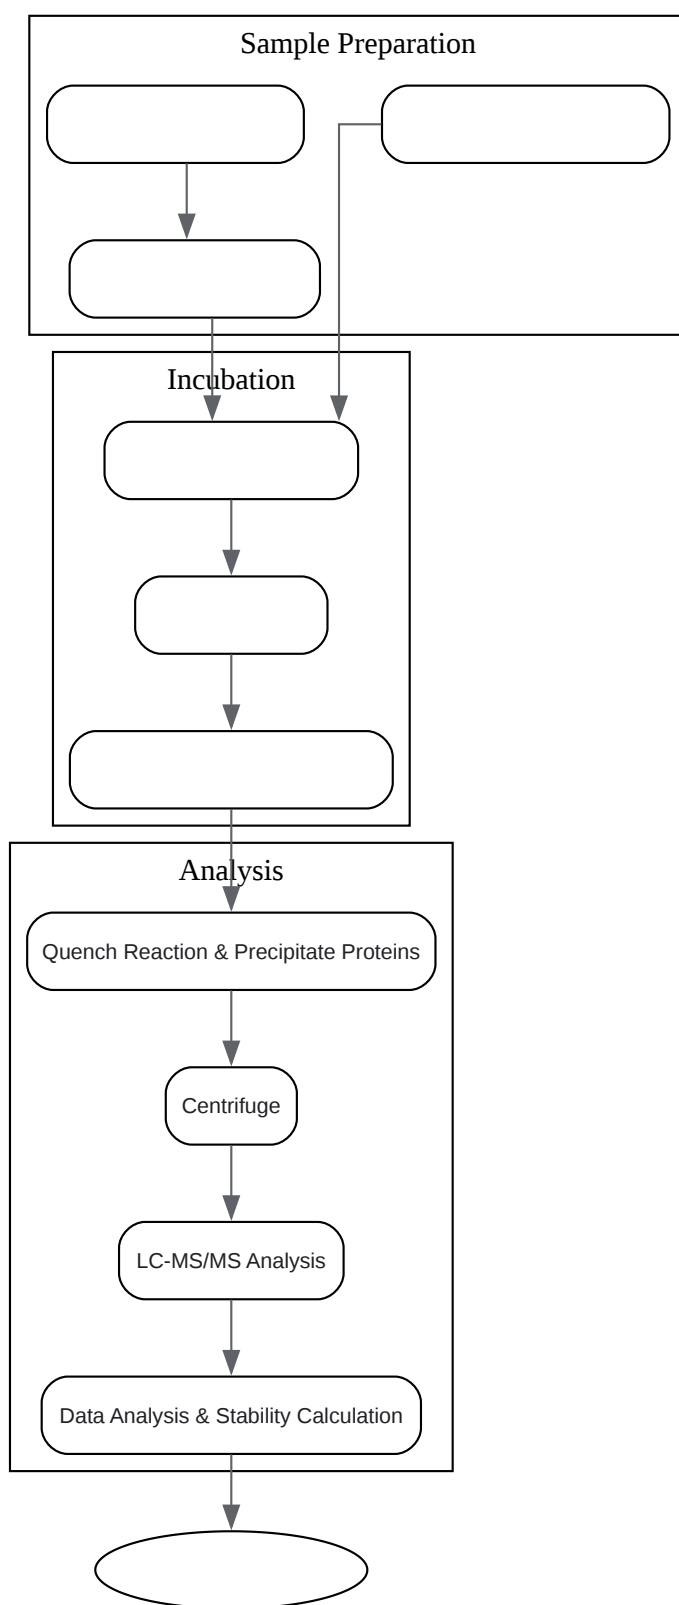 Sample Preparation
Incubation
Analysis
Quench Reaction & Precipitate Proteins
Centrifuge
LC-MS/MS Analysis
Data Analysis & Stability Calculation